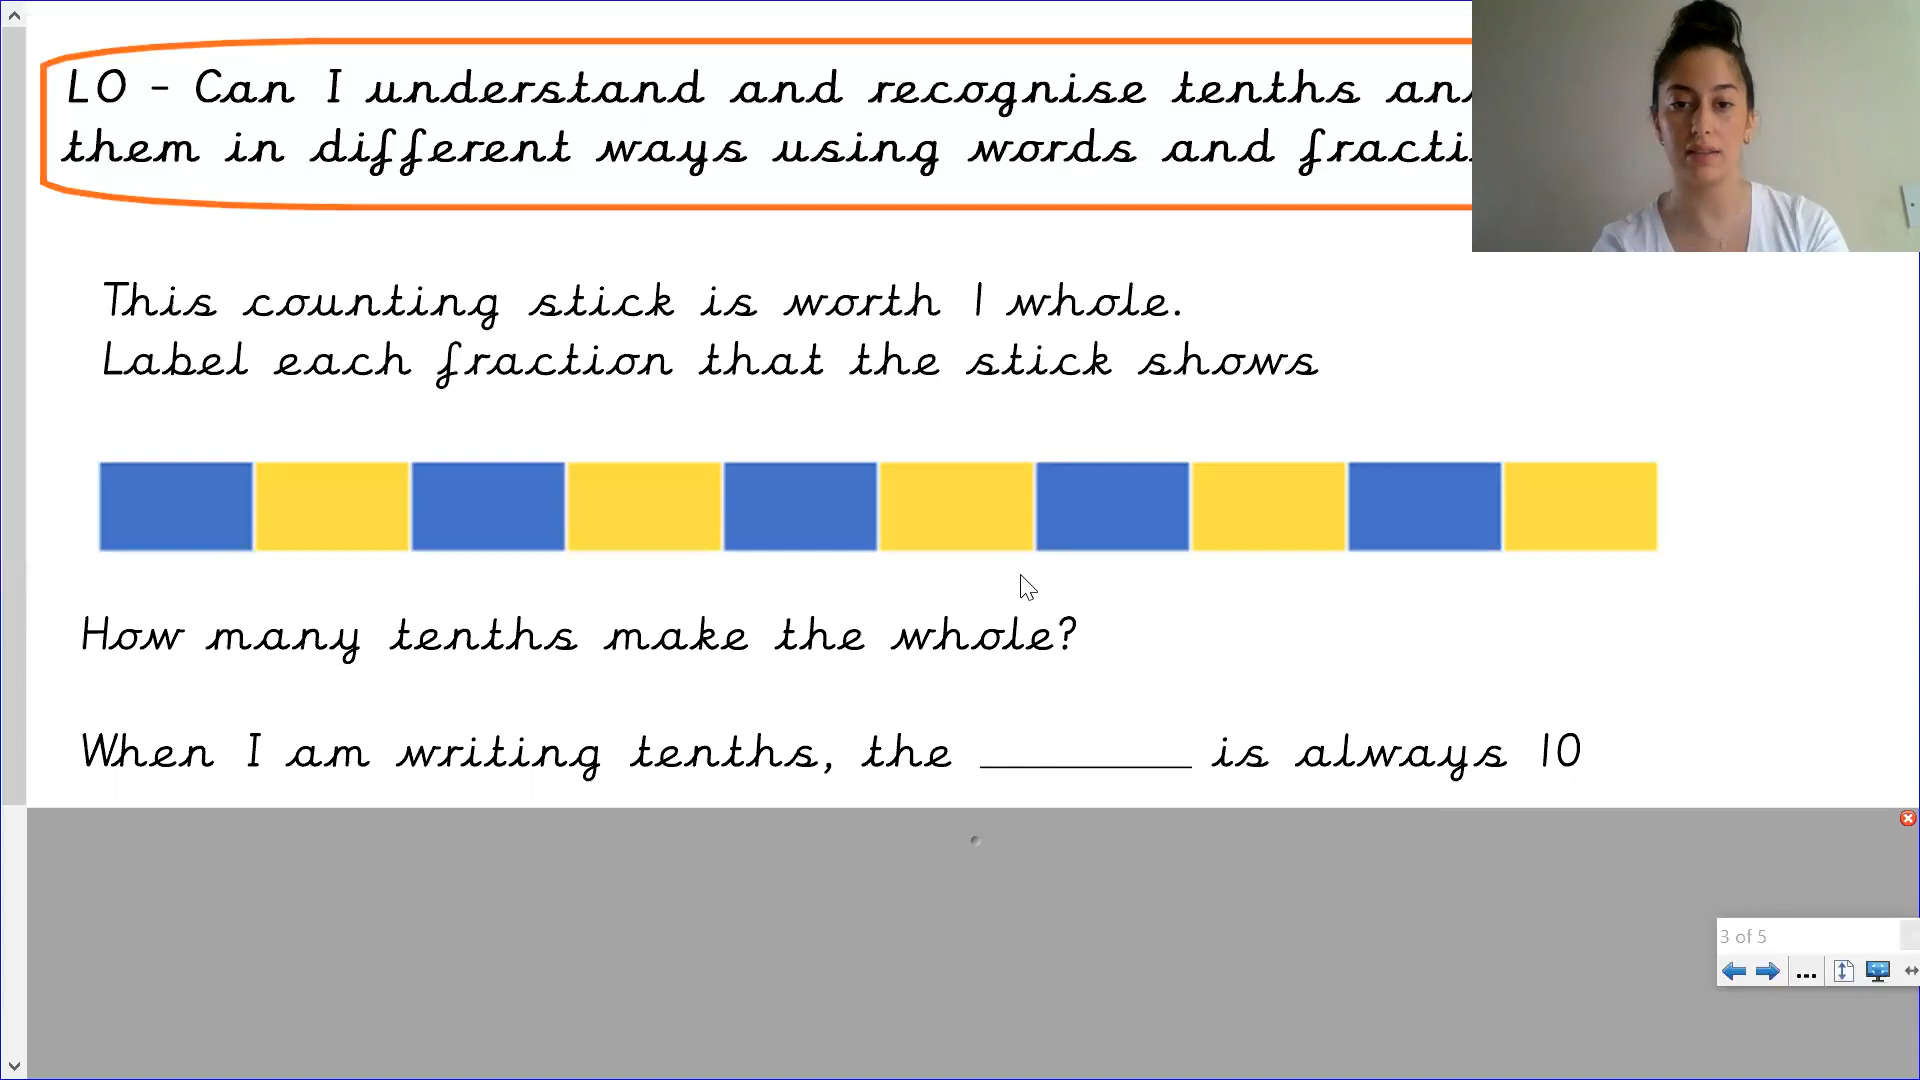 LO - Can I understand and recognise tenths
them in different ways using words and
This counting stick is worth 1 whole.
Label each fraction that the stick shows
How many tenths make the whole?
When I am writing tenths, the ________ is always 10
3 of 5
...